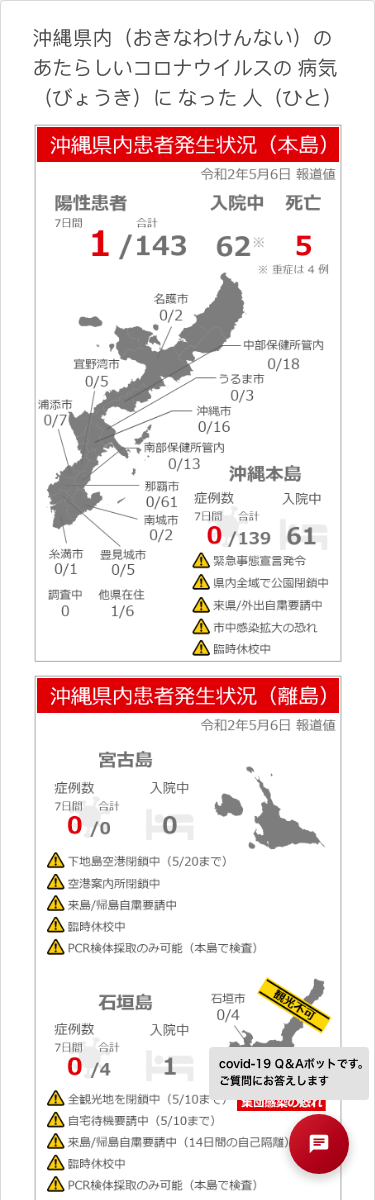 沖縄県内（おきなわけんない）の
あたらしいコロナウイルスの 病気
（びょうき）に なった 人（ひと）
沖縄県内患者発生状況（本島）
令和2年5月6日 報道値
陽性患者 入院中 死亡
7日間 合計
1 /143 62※ 5
※ 重症は 4 例
名護市
0/2
中部保健所管内
0/18
宜野湾市
0/5
うるま市
0/3
浦添市
0/7
沖縄市
0/16
南部保健所管内
0/13
沖縄本島
那覇市
0/61
症例数 入院中
7日間 合計
0 /139 61
南城市
0/2
糸満市
0/1
豊見城市
0/5
調査中
0
他県在住
1/6
緊急事態宣言発令
県内全域で公園閉鎖中
来県/外出自粛要請中
市中感染拡大の恐れ
臨時休校中
沖縄県内患者発生状況（離島）
令和2年5月6日 報道値
宮古島
症例数 入院中
7日間 合計
0 /0 0
下地島空港閉鎖中（5/20まで）
空港案内所閉鎖中
来島/帰島自粛要請中
臨時休校中
PCR検体採取のみ可能（本島で検査）
石垣島
石垣市
0/4
観光不可
症例数 入院中
7日間 合計
0 /4 1
covid-19 Q&Aボットです。
ご質問にお答えします
全観光地を閉鎖中（5/10まで）
集団感染の恐れ
自宅待機要請中（5/10まで）
来島/帰島自粛要請中（14日間の自己隔離）
臨時休校中
PCR検体採取のみ可能（本島で検査）